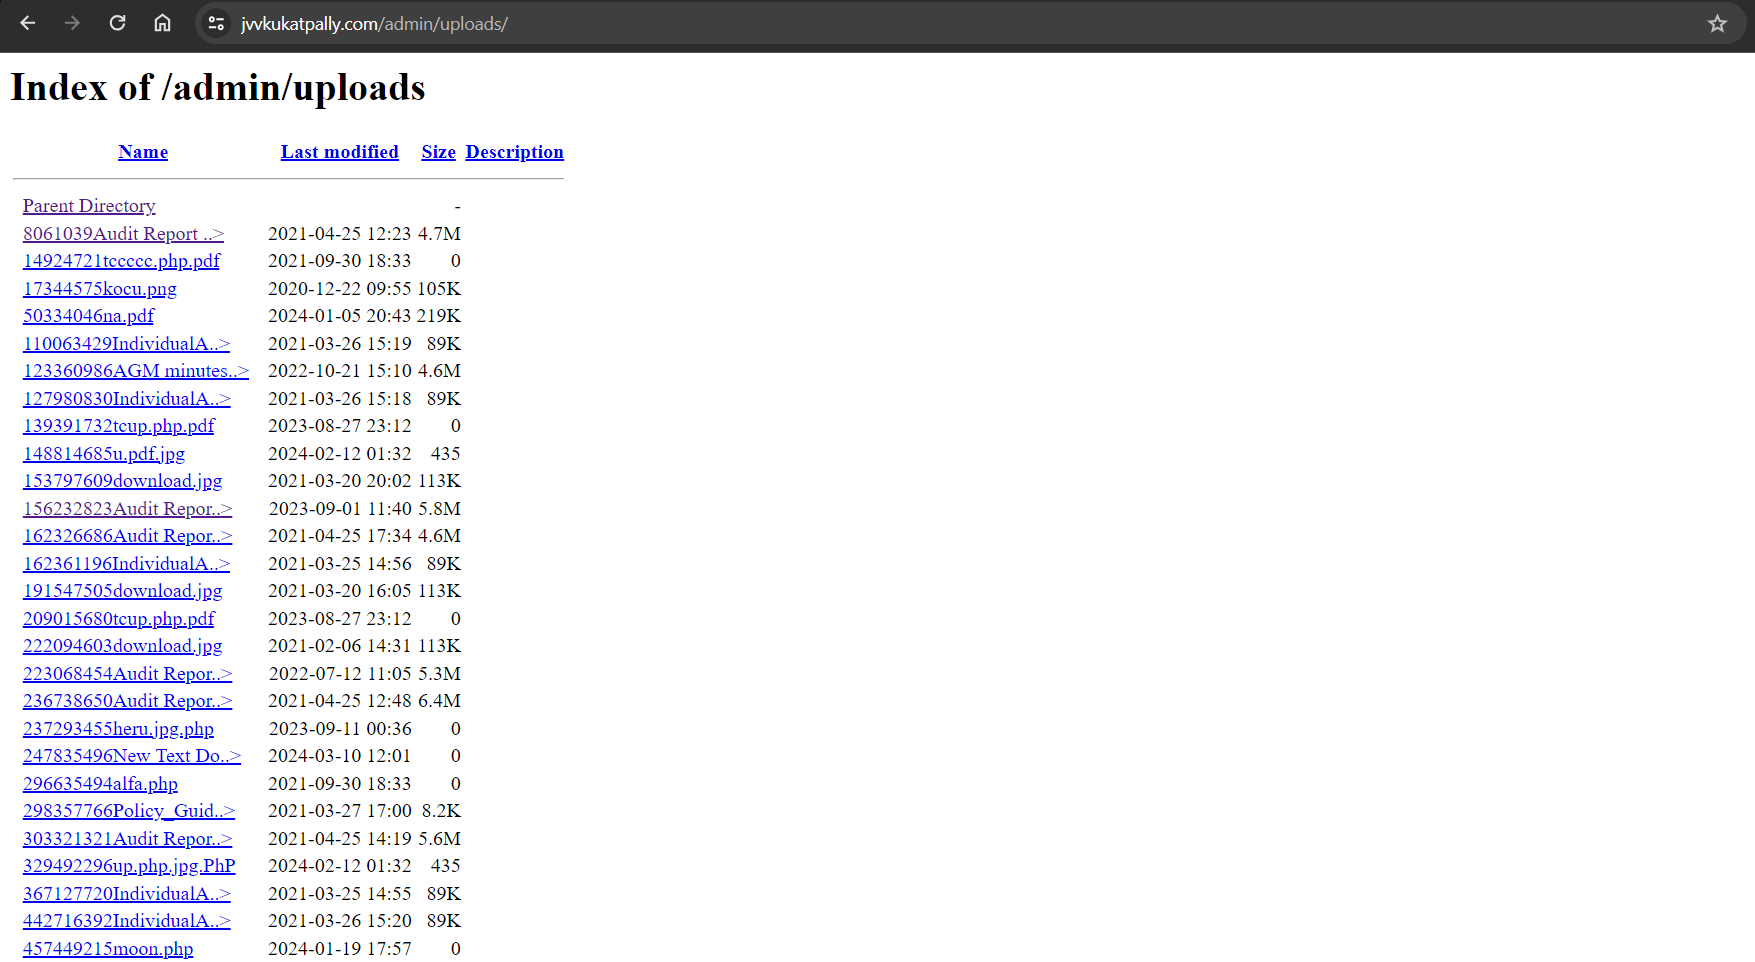 jvvkukatpally.com/admin/uploads/
Index of /admin/uploads
Name Last modified Size Description
Parent Directory -
8061039Audit Report ..> 2021-04-25 12:23 4.7M
14924721tccccc.php.pdf 2021-09-30 18:33 0
17344575kocu.png 2020-12-22 09:55 105K
50334046na.pdf 2024-01-05 20:43 219K
110063429IndividualA..> 2021-03-26 15:19 89K
123360986AGM minutes..> 2022-10-21 15:10 4.6M
127980830IndividualA..> 2021-03-26 15:18 89K
139391732tcup.php.pdf 2023-08-27 23:12 0
148814685u.pdf.jpg 2024-02-12 01:32 435
153797609download.jpg 2021-03-20 20:02 113K
156232823Audit Repor..> 2023-09-01 11:40 5.8M
162326686Audit Repor..> 2021-04-25 17:34 4.6M
162361196IndividualA..> 2021-03-25 14:56 89K
191547505download.jpg 2021-03-20 16:05 113K
209015680tcup.php.pdf 2023-08-27 23:12 0
222094603download.jpg 2021-02-06 14:31 113K
223068454Audit Repor..> 2022-07-12 11:05 5.3M
236738650Audit Repor..> 2021-04-25 12:48 6.4M
237293455heru.jpg.php 2023-09-11 00:36 0
247835496New Text Do..> 2024-03-10 12:01 0
296635494alfa.php 2021-09-30 18:33 0
298357766Policy_Guid..> 2021-03-27 17:00 8.2K
303321321Audit Repor..> 2021-04-25 14:19 5.6M
329492296up.php.jpg.PhP 2024-02-12 01:32 435
367127720IndividualA..> 2021-03-25 14:55 89K
442716392IndividualA..> 2021-03-26 15:20 89K
457449215moon.php 2024-01-19 17:57 0